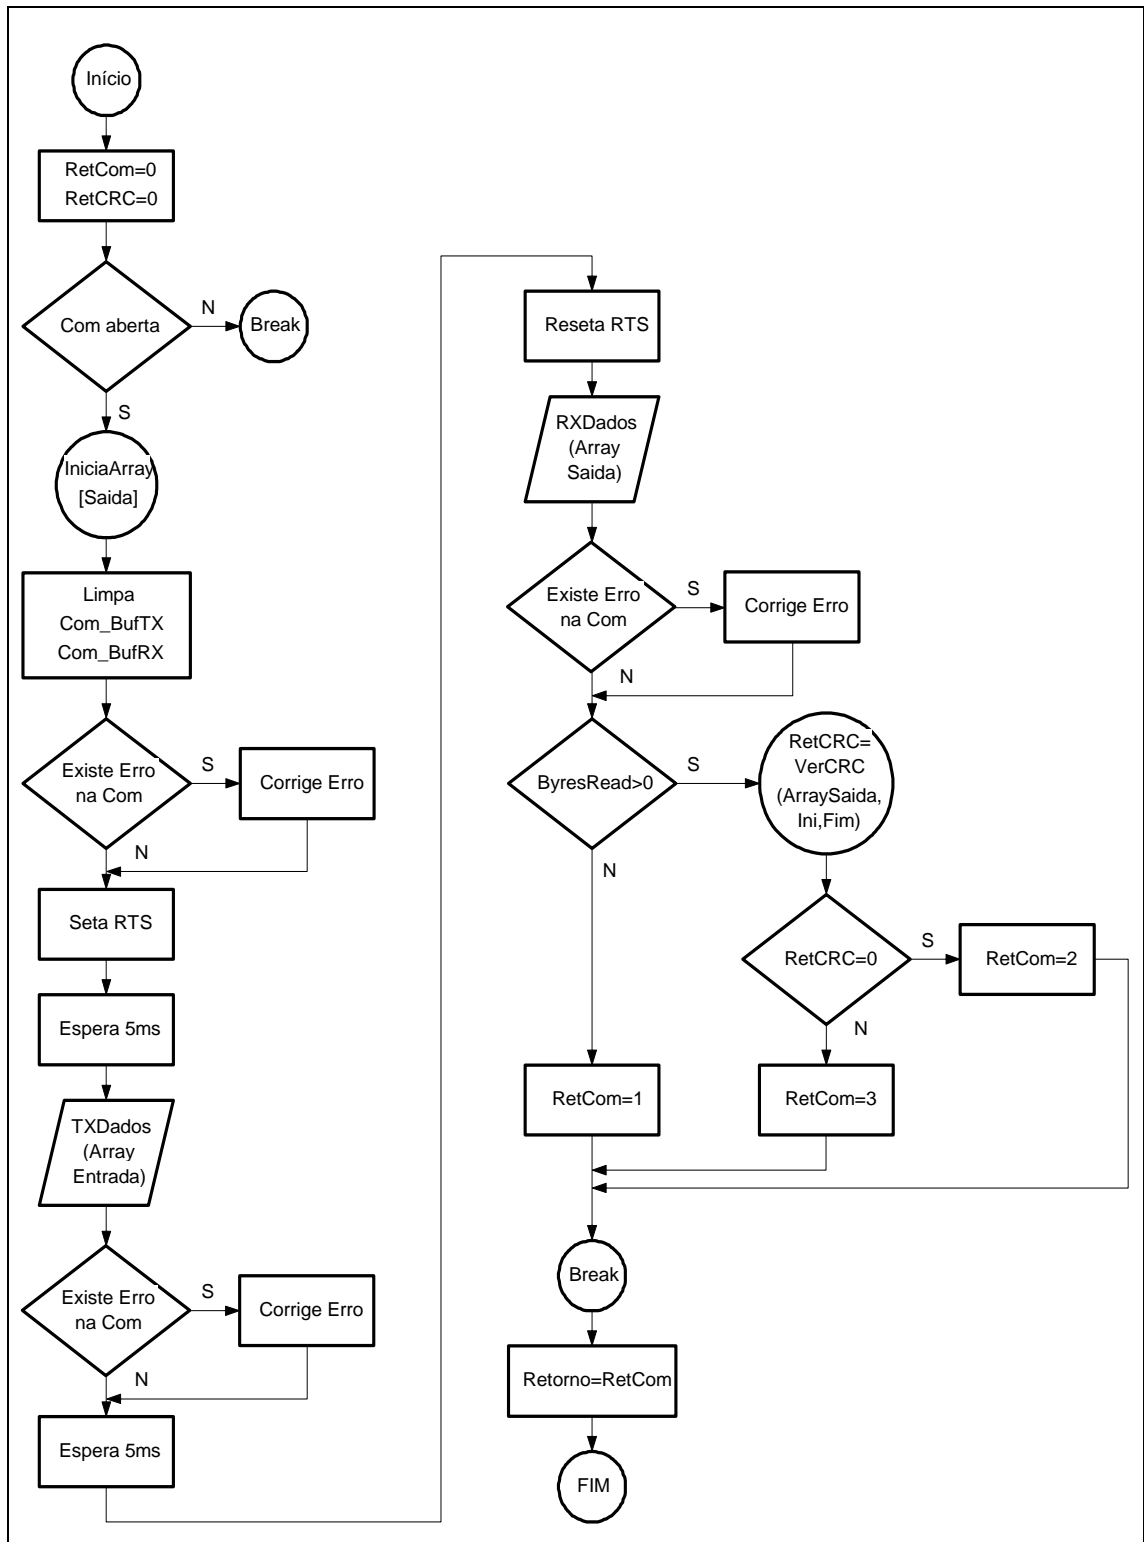 Início
RetCom=0
RetCRC=0
Com aberta
N
Break
S
IniciaArray
[Saida]
Limpa
Com_BufTX
Com_BufRX
Existe Erro
na Com
S
Corrige Erro
N
Seta RTS
Espera 5ms
TXDados
(Array
Entrada)
Existe Erro
na Com
S
Corrige Erro
N
Espera 5ms
Reseta RTS
RXDados
(Array
Saida)
Existe Erro
na Com
S
Corrige Erro
N
ByresRead>0
S
RetCRC=
VerCRC
(ArraySaida,
Ini,Fim)
N
RetCRC=0
S
RetCom=2
N
RetCom=1
RetCom=3
Break
Retorno=RetCom
FIM